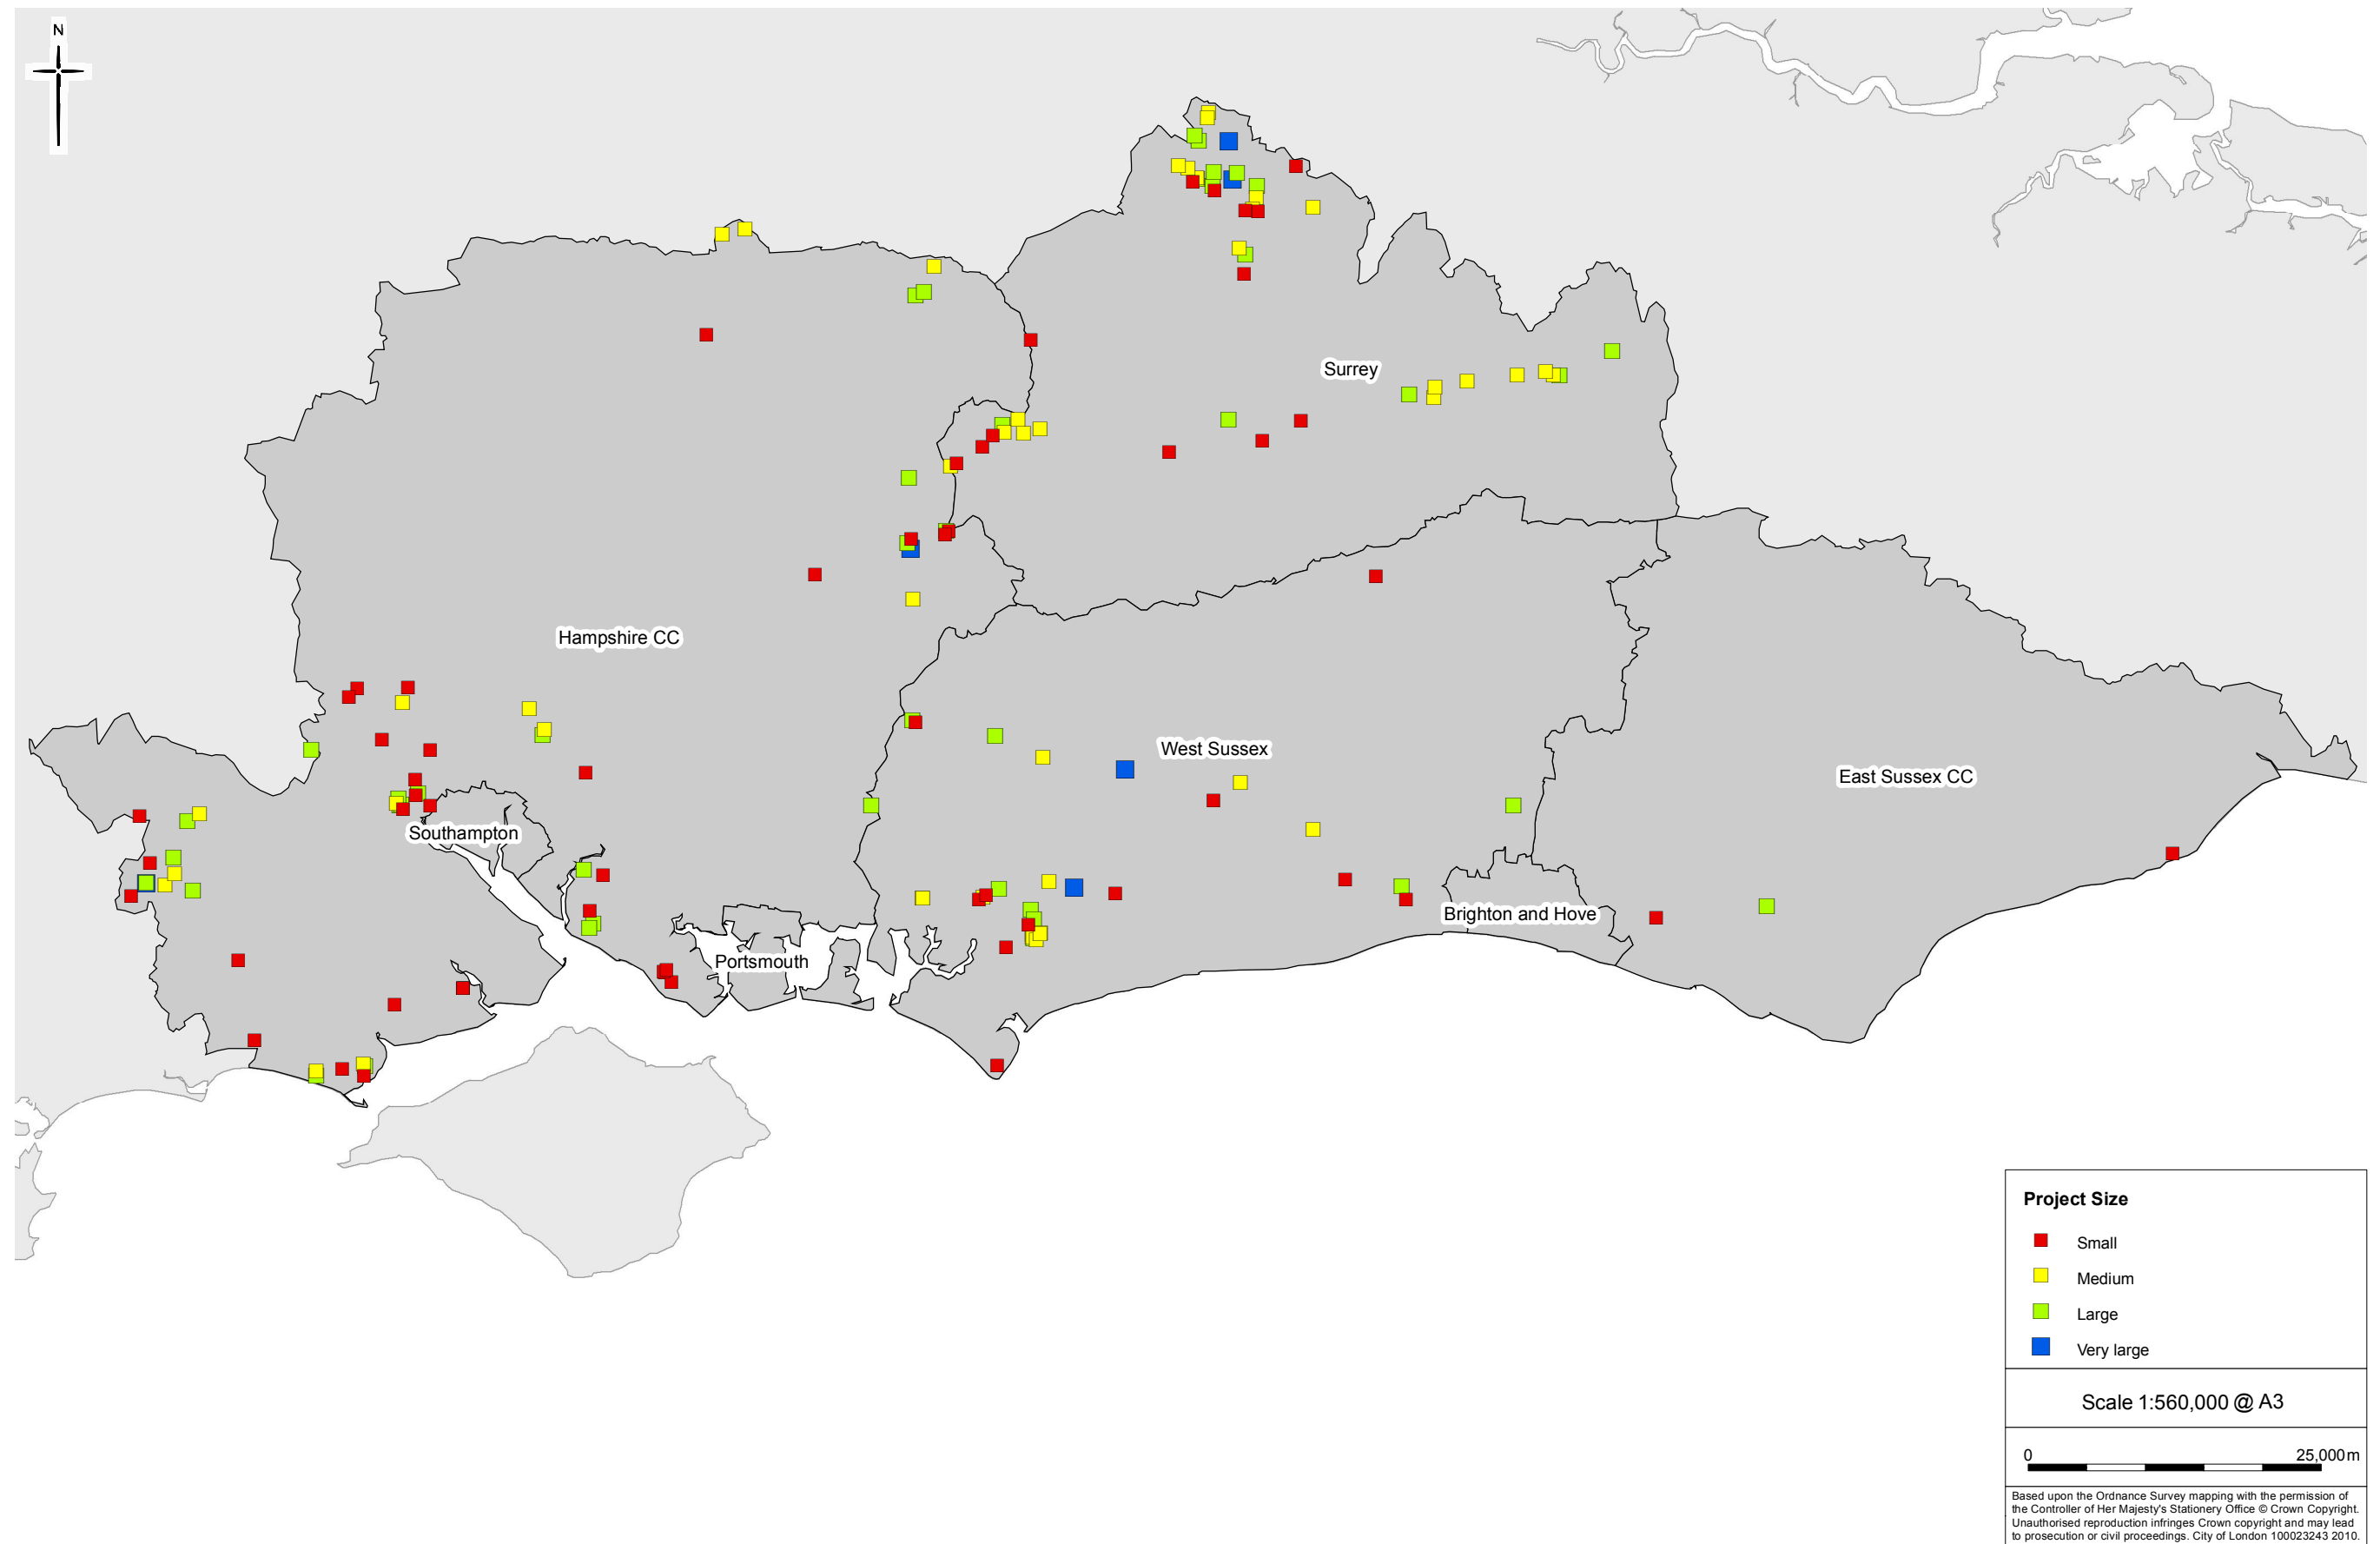 N
Surrey
Hampshire CC
West Sussex
East Sussex CC
Southampton
Brighton and Hove
Portsmouth
Project Size
Small
Medium
Large
Very large
Scale 1:560,000 @ A3
0 25,000m
Based upon the Ordnance Survey mapping with the permission of
the Controller of Her Majesty's Stationery Office © Crown Copyright.
Unauthorised reproduction infringes Crown copyright and may lead
to prosecution or civil proceedings. City of London 100023243 2010.